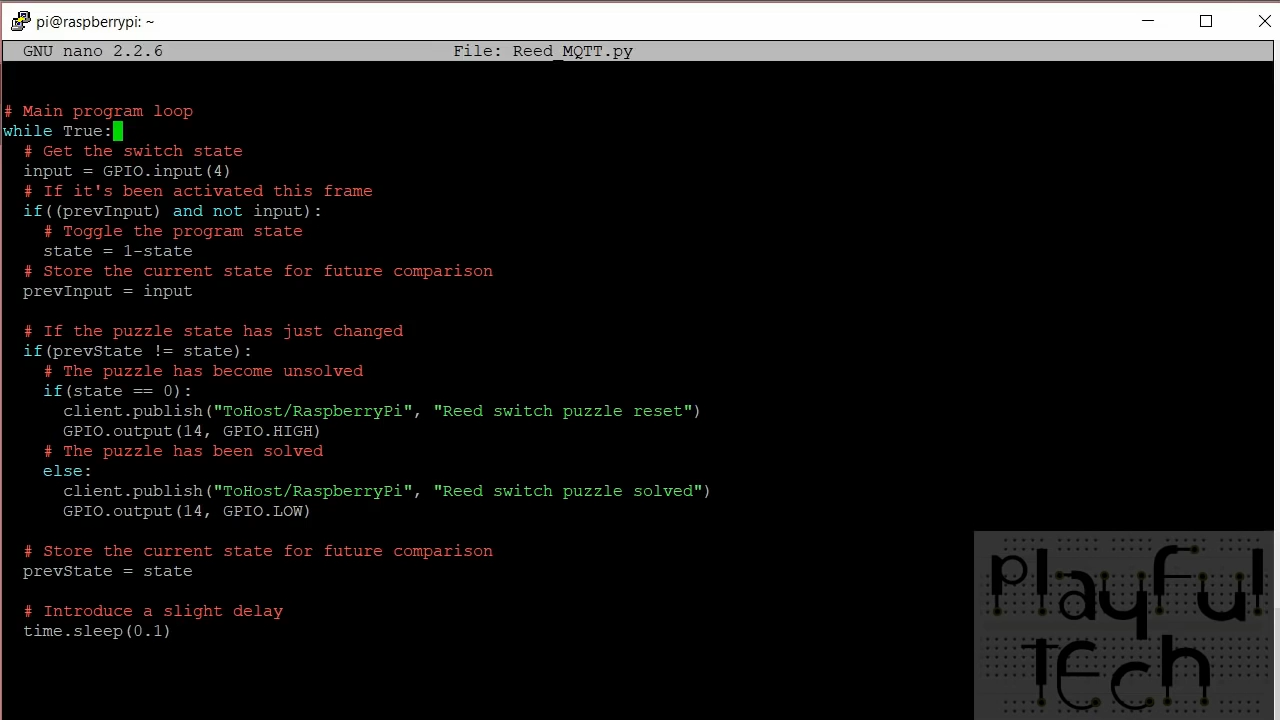 pi@raspberrypi: ~
GNU nano 2.2.6 File: Reed_MQTT.py
# Main program loop
while True:
  # Get the switch state
  input = GPIO.input(4)
  # If it's been activated this frame
  if((prevInput) and not input):
    # Toggle the program state
    state = 1-state
  # Store the current state for future comparison
  prevInput = input
  # If the puzzle state has just changed
  if(prevState != state):
    # The puzzle has become unsolved
    if(state == 0):
      client.publish("ToHost/RaspberryPi", "Reed switch puzzle reset")
      GPIO.output(14, GPIO.HIGH)
    # The puzzle has been solved
    else:
      client.publish("ToHost/RaspberryPi", "Reed switch puzzle solved")
      GPIO.output(14, GPIO.LOW)
  # Store the current state for future comparison
  prevState = state
  # Introduce a slight delay
  time.sleep(0.1)
playful
TEch